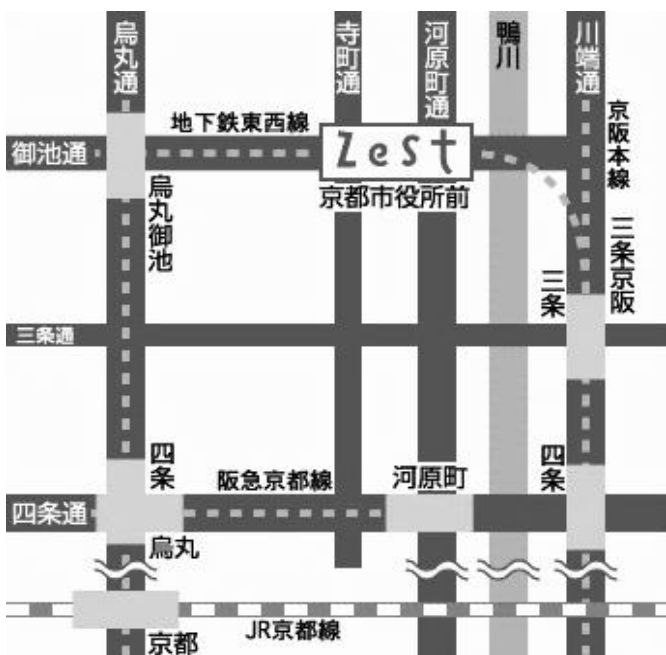 烏丸通
寺町通
河原町通
鴨川
川端通
地下鉄東西線
京阪本線
御池通
Zest
京都市役所前
烏丸御池
三条
三条京阪
三条通
四条
阪急京都線
河原町
四条
四条通
烏丸
京都
JR京都線